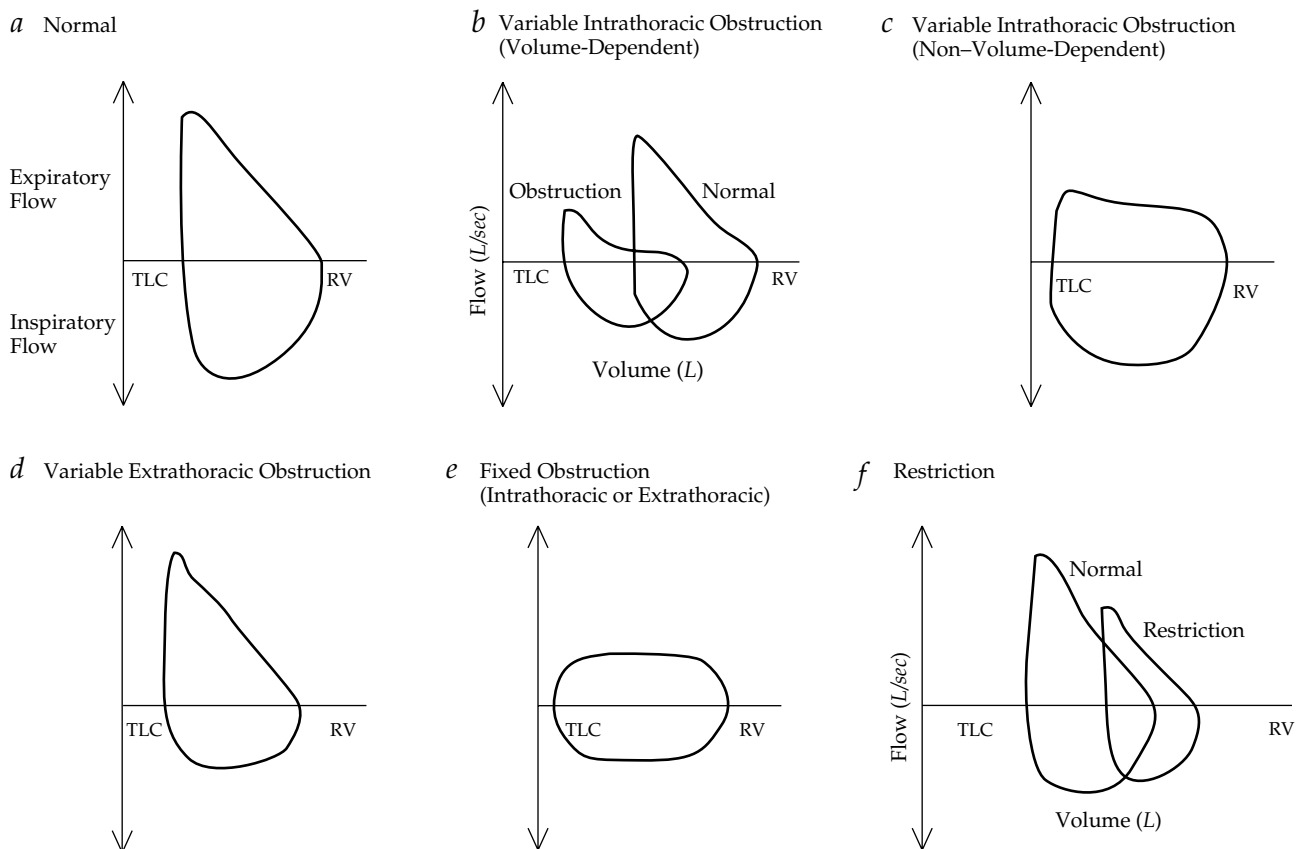 a Normal
Expiratory
Flow
TLC
RV
Inspiratory
Flow
b Variable Intrathoracic Obstruction
(Volume-Dependent)
Obstruction
Normal
Flow (L/sec)
TLC
RV
Volume (L)
c Variable Intrathoracic Obstruction
(Non–Volume-Dependent)
TLC
RV
d Variable Extrathoracic Obstruction
TLC
RV
e Fixed Obstruction
(Intrathoracic or Extrathoracic)
TLC
RV
f Restriction
Normal
Restriction
Flow (L/sec)
TLC
RV
Volume (L)